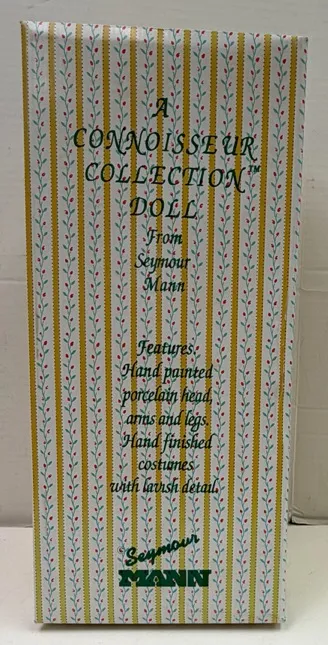 A
CONNOISSEUR
COLLECTION™
DOLL
From
Seymour
Mann
Features.
Hand painted
porcelain head,
arms and legs.
Hand finished
costumes
with lavish detail.
©Seymour
MANN